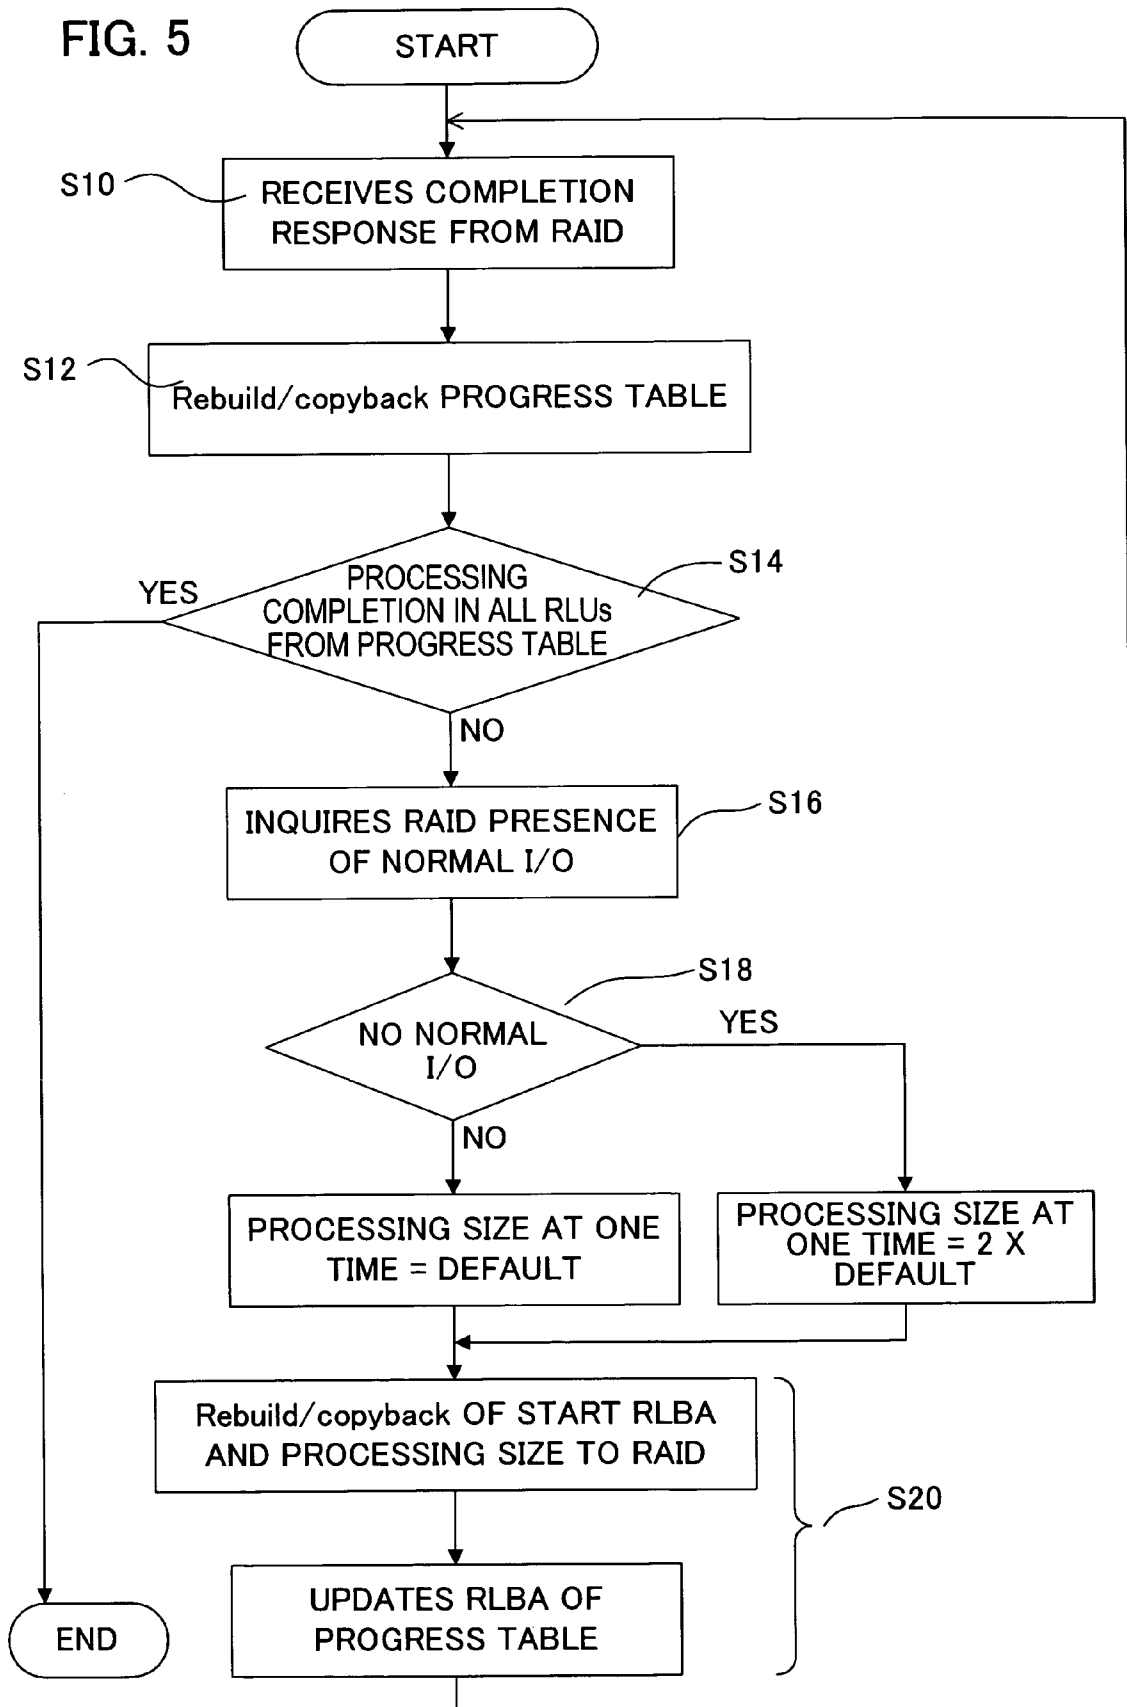 FIG. 5
START
S10
RECEIVES COMPLETION
RESPONSE FROM RAID
S12
Rebuild/copyback PROGRESS TABLE
S14
YES
PROCESSING
COMPLETION IN ALL RLUs
FROM PROGRESS TABLE
NO
S16
INQUIRES RAID PRESENCE
OF NORMAL I/O
S18
NO NORMAL
I/O
YES
NO
PROCESSING SIZE AT ONE
TIME = DEFAULT
PROCESSING SIZE AT
ONE TIME = 2 X
DEFAULT
Rebuild/copyback OF START RLBA
AND PROCESSING SIZE TO RAID
S20
UPDATES RLBA OF
PROGRESS TABLE
END